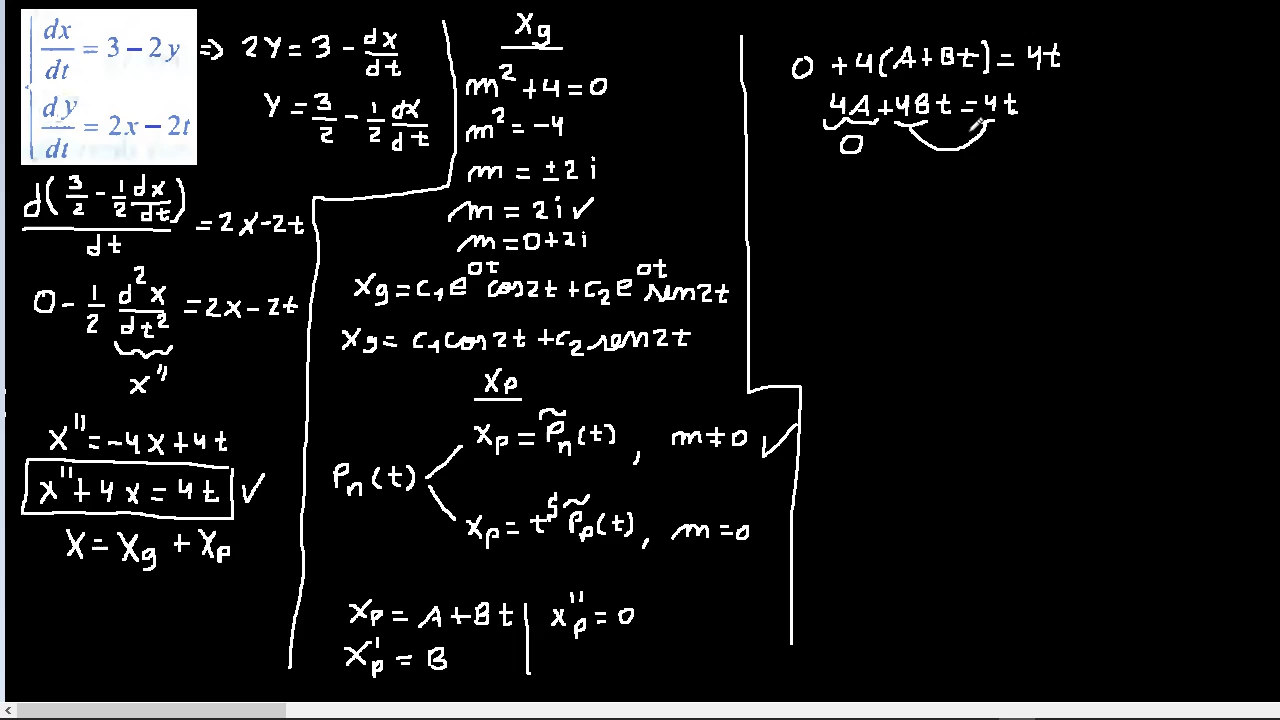 dx/dt = 3 − 2y ⇒ 2Y = 3 − dx/dt
dy/dt = 2x − 2t
Y = 3/2 − 1/2 dx/dt
d(3/2 − 1/2 dx/dt)/dt = 2x − 2t
0 − 1/2 d²x/dt² = 2x − 2t
x''
x'' = −4x + 4t
x'' + 4x = 4t ✓
X = Xg + Xp
Xg
m² + 4 = 0
m² = −4
m = ±2i
m = 2i ✓
m = 0 + 2i
Xg = c₁e^0t cos2t + c₂e^0t sen2t
Xg = c₁cos2t + c₂sen2t
Xp
Pn(t)
xp = P̃n(t), m ≠ 0 ✓
xp = t^s P̃p(t), m = 0
xp = A + Bt
xp' = B
xp'' = 0
0 + 4(A + Bt) = 4t
4A + 4Bt = 4t
0